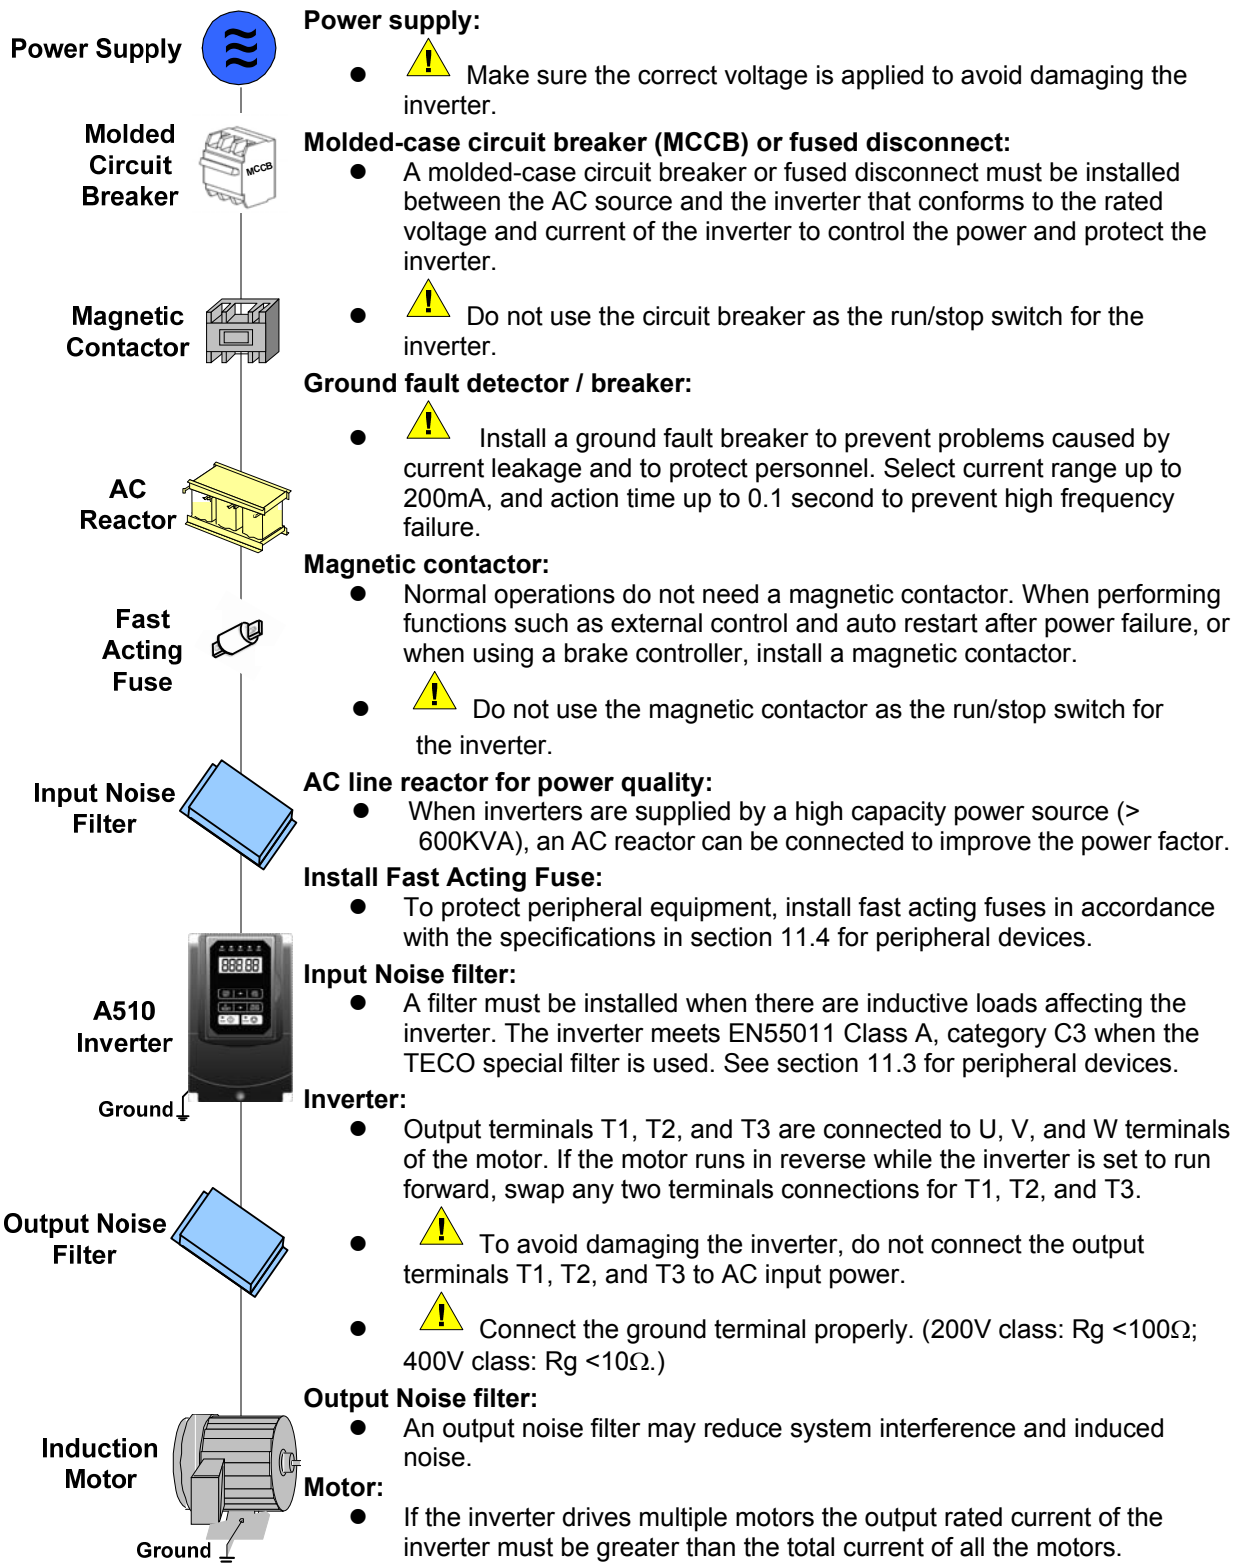 Power Supply
Power supply:
● Make sure the correct voltage is applied to avoid damaging the
inverter.
Molded
Circuit
Breaker
MCCB
Molded-case circuit breaker (MCCB) or fused disconnect:
● A molded-case circuit breaker or fused disconnect must be installed
between the AC source and the inverter that conforms to the rated
voltage and current of the inverter to control the power and protect the
inverter.
● Do not use the circuit breaker as the run/stop switch for the
inverter.
Magnetic
Contactor
Ground fault detector / breaker:
● Install a ground fault breaker to prevent problems caused by
current leakage and to protect personnel. Select current range up to
200mA, and action time up to 0.1 second to prevent high frequency
failure.
AC
Reactor
Magnetic contactor:
● Normal operations do not need a magnetic contactor. When performing
functions such as external control and auto restart after power failure, or
when using a brake controller, install a magnetic contactor.
● Do not use the magnetic contactor as the run/stop switch for
the inverter.
Fast
Acting
Fuse
AC line reactor for power quality:
● When inverters are supplied by a high capacity power source (>
600KVA), an AC reactor can be connected to improve the power factor.
Input Noise
Filter
Install Fast Acting Fuse:
● To protect peripheral equipment, install fast acting fuses in accordance
with the specifications in section 11.4 for peripheral devices.
Input Noise filter:
● A filter must be installed when there are inductive loads affecting the
inverter. The inverter meets EN55011 Class A, category C3 when the
TECO special filter is used. See section 11.3 for peripheral devices.
A510
Inverter
88888
Ground
Inverter:
● Output terminals T1, T2, and T3 are connected to U, V, and W terminals
of the motor. If the motor runs in reverse while the inverter is set to run
forward, swap any two terminals connections for T1, T2, and T3.
● To avoid damaging the inverter, do not connect the output
terminals T1, T2, and T3 to AC input power.
● Connect the ground terminal properly. (200V class: Rg <100Ω;
400V class: Rg <10Ω.)
Output Noise
Filter
Output Noise filter:
● An output noise filter may reduce system interference and induced
noise.
Induction
Motor
Ground
Motor:
● If the inverter drives multiple motors the output rated current of the
inverter must be greater than the total current of all the motors.